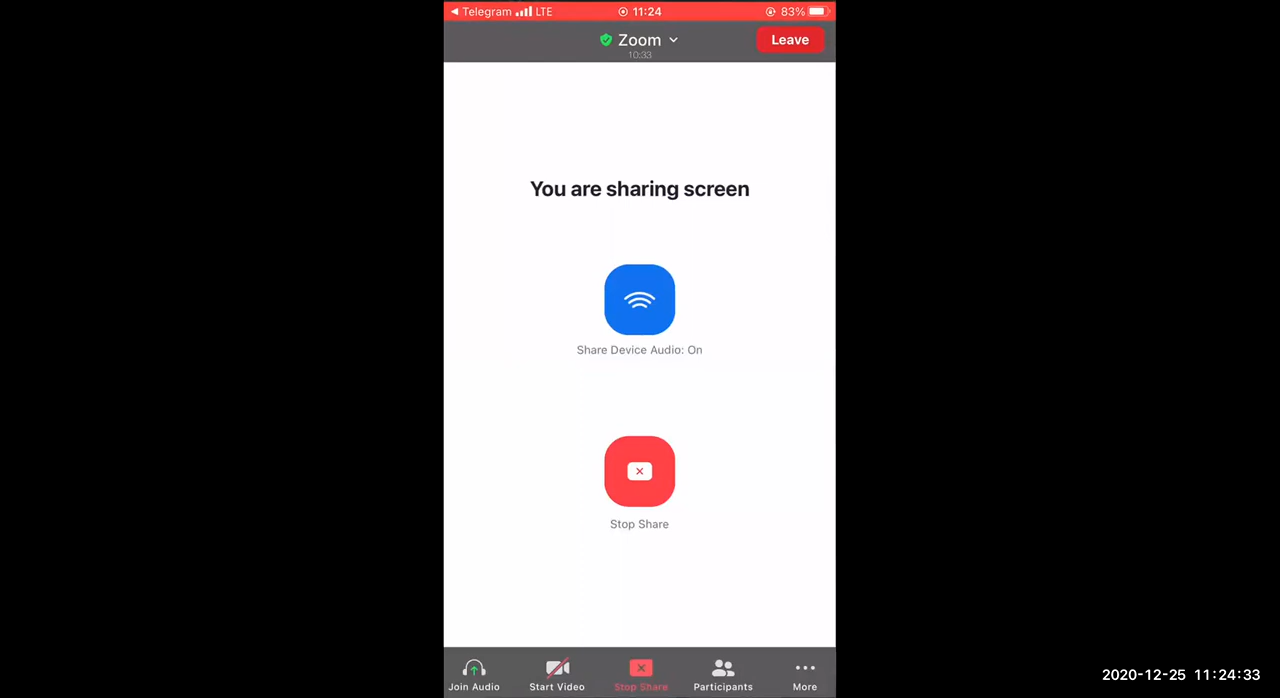 Telegram LTE 11:24 83%
Zoom
10:33
Leave
You are sharing screen
Share Device Audio: On
Stop Share
Join Audio Start Video Stop Share Participants More
2020-12-25 11:24:33